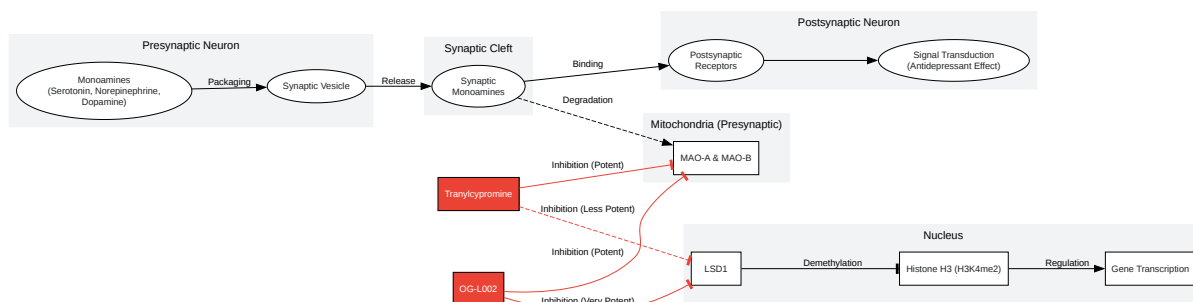 Postsynaptic Neuron
Presynaptic Neuron
Synaptic Cleft
Monoamines
(Serotonin, Norepinephrine,
Dopamine)
Packaging
Synaptic Vesicle
Release
Synaptic
Monoamines
Binding
Postsynaptic
Receptors
Signal Transduction
(Antidepressant Effect)
Degradation
Mitochondria (Presynaptic)
MAO-A & MAO-B
Inhibition (Potent)
Tranylcypromine
Inhibition (Less Potent)
Nucleus
Inhibition (Potent)
LSD1
Demethylation
Histone H3 (H3K4me2)
Regulation
Gene Transcription
OG-L002
Inhibition (Very Potent)